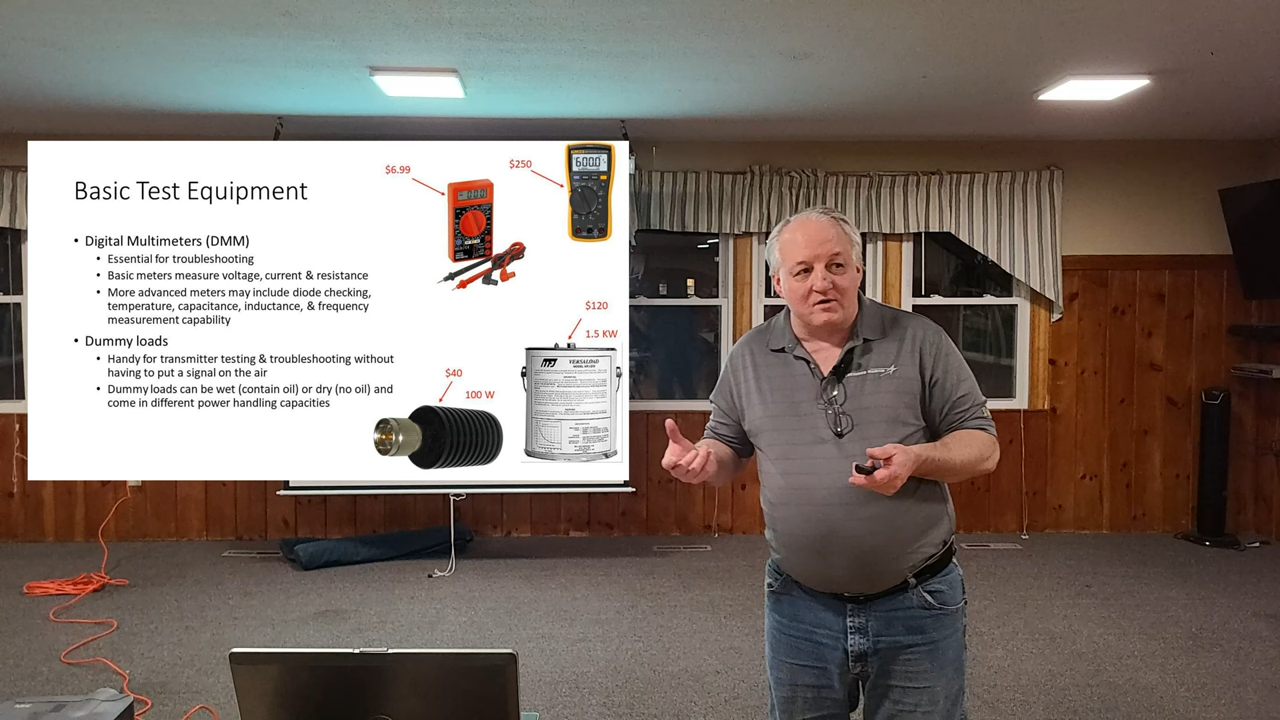 Basic Test Equipment
• Digital Multimeters (DMM)
• Essential for troubleshooting
• Basic meters measure voltage, current & resistance
• More advanced meters may include diode checking,
temperature, capacitance, inductance, & frequency
measurement capability
• Dummy loads
• Handy for transmitter testing & troubleshooting without
having to put a signal on the air
• Dummy loads can be wet (contain oil) or dry (no oil) and
come in different power handling capacities
$6.99
$250
600.0
000
$120
1.5 KW
VERSALOAD
$40
100 W